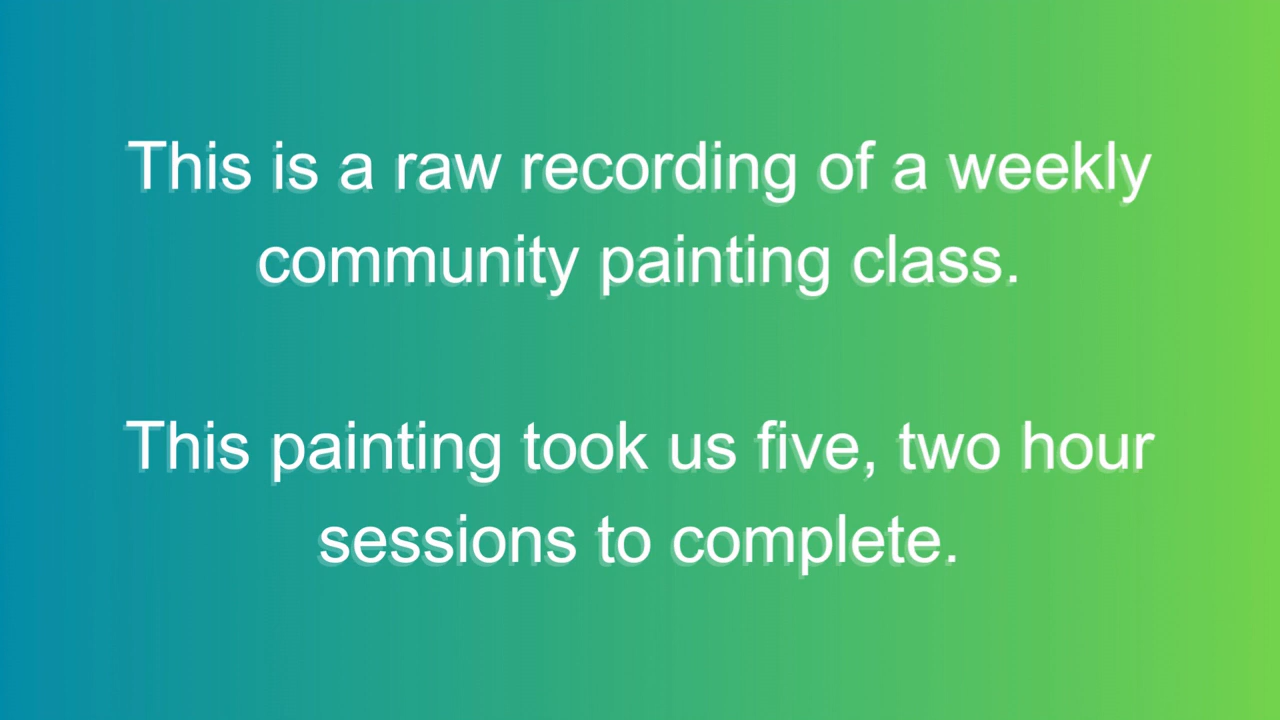 This is a raw recording of a weekly
community painting class.
This painting took us five, two hour
sessions to complete.